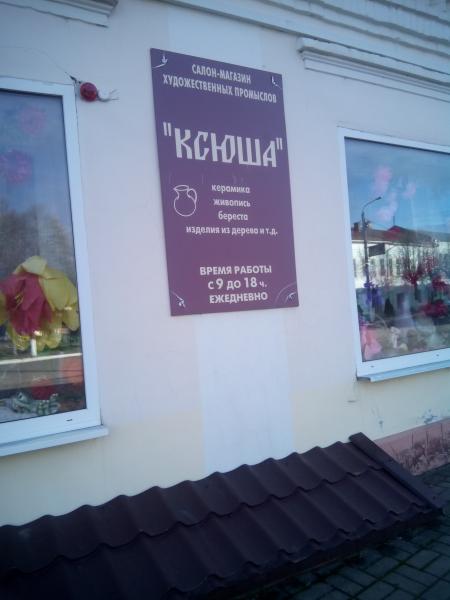 САЛОН-МАГАЗИН
ХУДОЖЕСТВЕННЫХ ПРОМЫСЛОВ
"КСЮША"
керамика
живопись
береста
изделия из дерева и т.д.
ВРЕМЯ РАБОТЫ
с 9 до 18 ч.
ЕЖЕДНЕВНО